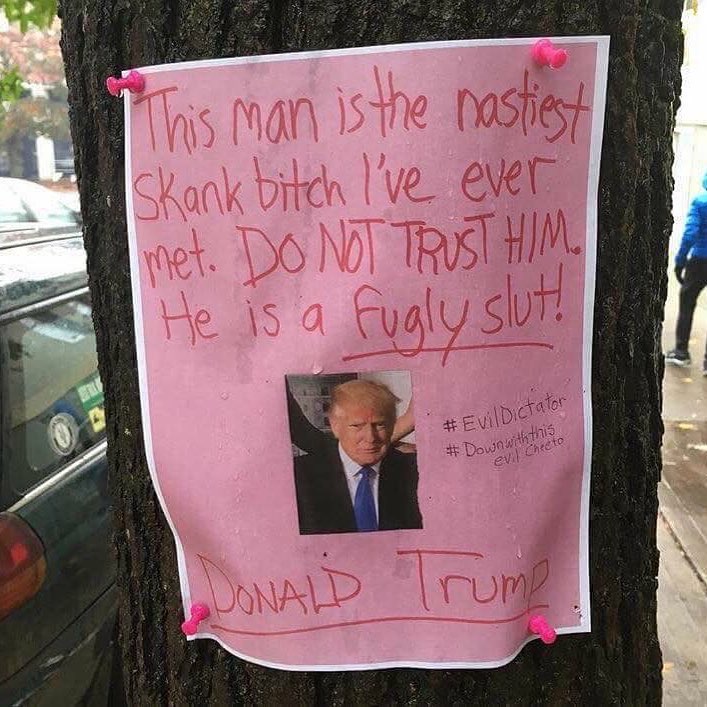 This man is the nastiest
Skank bitch I've ever
met. DO NOT TRUST HIM.
He is a Fugly slut!
# EvilDictator
# Downwiththis
evil Cheeto
DONALD Trump